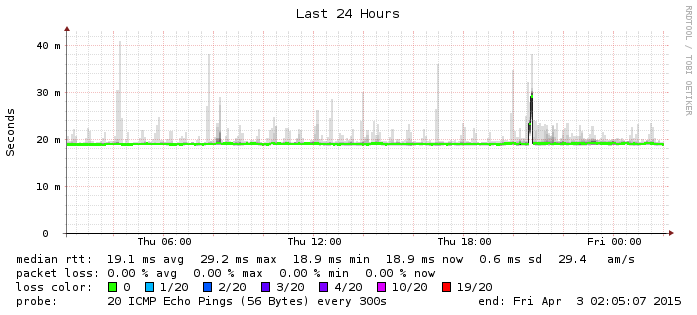 Last 24 Hours
RRDTOOL / TOBI OETIKER
Seconds
40 m
30 m
20 m
10 m
0
Thu 06:00 Thu 12:00 Thu 18:00 Fri 00:00
median rtt: 19.1 ms avg 29.2 ms max 18.9 ms min 18.9 ms now 0.6 ms sd 29.4 am/s
packet loss: 0.00 % avg 0.00 % max 0.00 % min 0.00 % now
loss color: 0 1/20 2/20 3/20 4/20 10/20 19/20
probe: 20 ICMP Echo Pings (56 Bytes) every 300s end: Fri Apr 3 02:05:07 2015